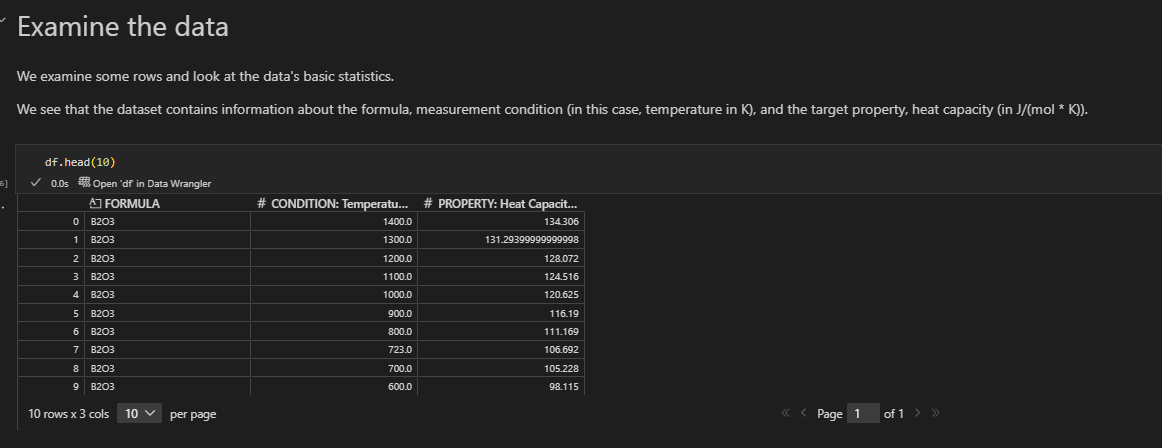 Examine the data
We examine some rows and look at the data's basic statistics.
We see that the dataset contains information about the formula, measurement condition (in this case, temperature in K), and the target property, heat capacity (in J/(mol * K)).
df.head(10)
6]
0.0s Open 'df' in Data Wrangler
FORMULA # CONDITION: Temperatu... # PROPERTY: Heat Capacit...
0 B2O3 1400.0 134.306
1 B2O3 1300.0 131.29399999999998
2 B2O3 1200.0 128.072
3 B2O3 1100.0 124.516
4 B2O3 1000.0 120.625
5 B2O3 900.0 116.19
6 B2O3 800.0 111.169
7 B2O3 723.0 106.692
8 B2O3 700.0 105.228
9 B2O3 600.0 98.115
10 rows x 3 cols 10 per page « < Page 1 of 1 > »